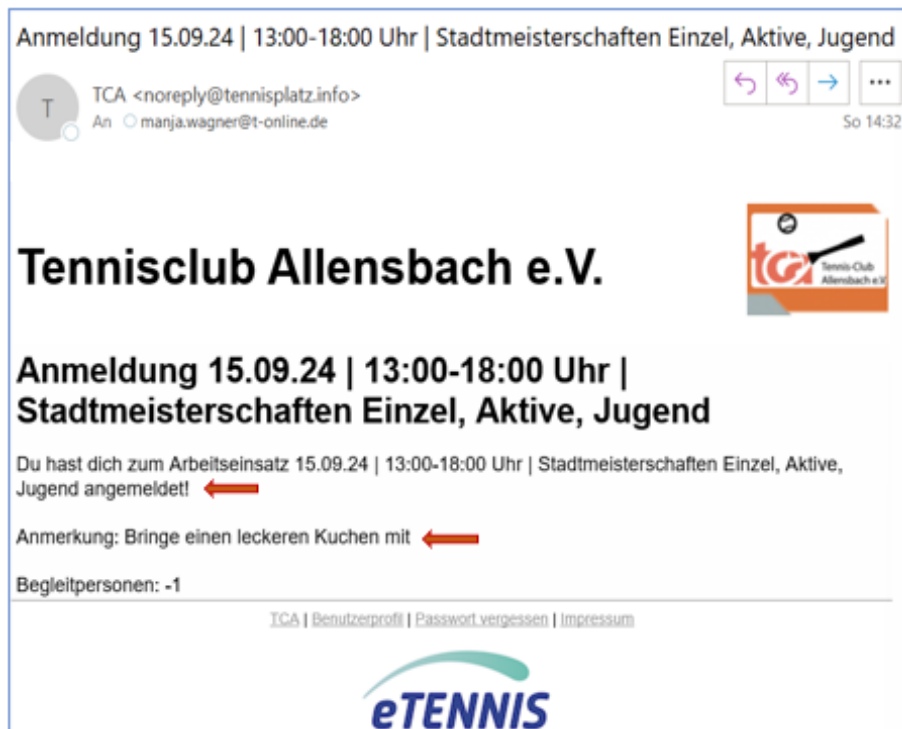 Anmeldung 15.09.24 | 13:00-18:00 Uhr | Stadtmeisterschaften Einzel, Aktive, Jugend
T
TCA <noreply@tennisplatz.info>
An manja.wagner@t-online.de
So 14:32
Tennisclub Allensbach e.V.
tca
Tennis-Club
Allensbach e.V
Anmeldung 15.09.24 | 13:00-18:00 Uhr |
Stadtmeisterschaften Einzel, Aktive, Jugend
Du hast dich zum Arbeitseinsatz 15.09.24 | 13:00-18:00 Uhr | Stadtmeisterschaften Einzel, Aktive,
Jugend angemeldet!
Anmerkung: Bringe einen leckeren Kuchen mit
Begleitpersonen: -1
TCA | Benutzerprofil | Passwort vergessen | Impressum
eTENNIS